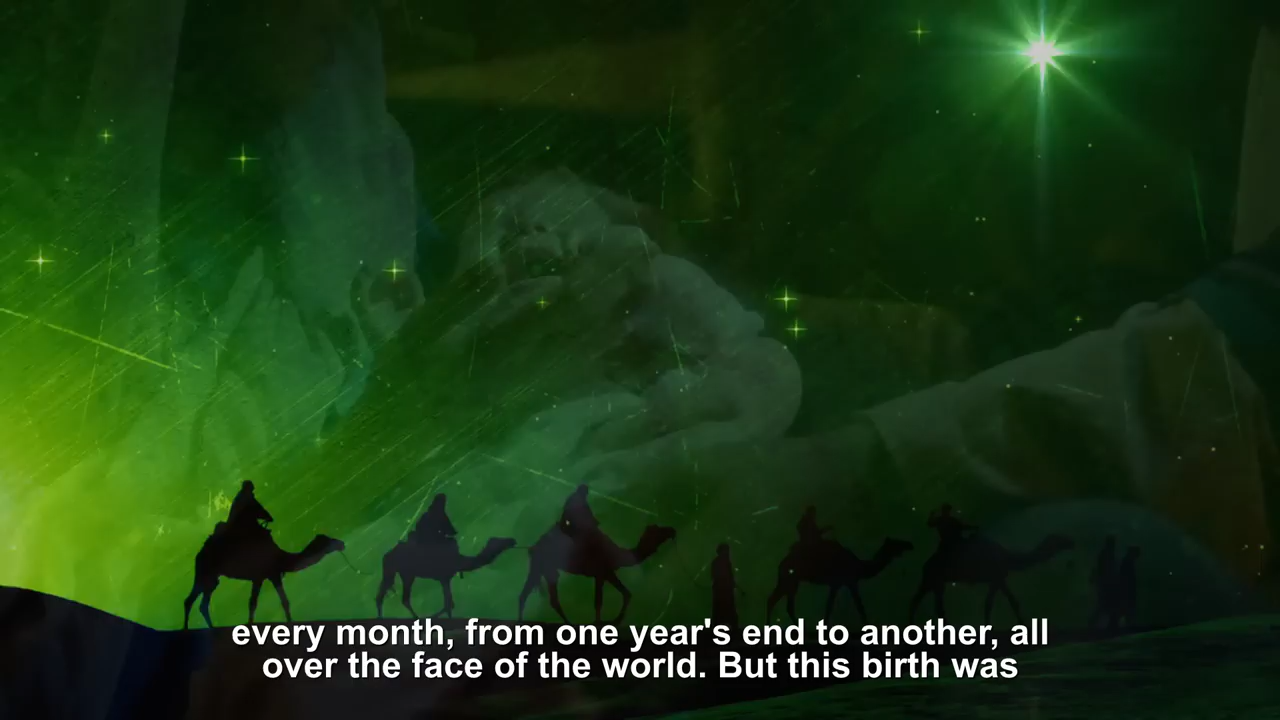 every month, from one year's end to another, all
over the face of the world. But this birth was